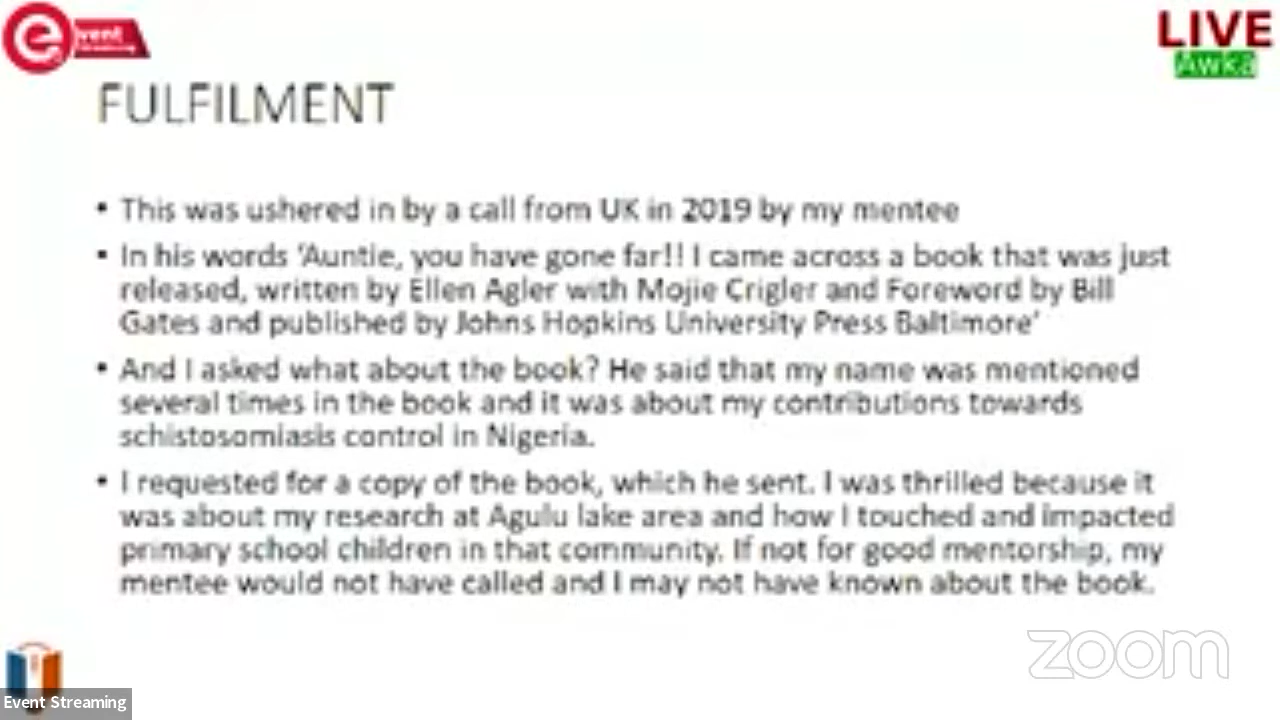 event
Streaming
LIVE
Awka
FULFILMENT
• This was ushered in by a call from UK in 2019 by my mentee
• In his words ‘Auntie, you have gone far!! I came across a book that was just
released, written by Ellen Agler with Mojie Crigler and Foreword by Bill
Gates and published by Johns Hopkins University Press Baltimore’
• And I asked what about the book? He said that my name was mentioned
several times in the book and it was about my contributions towards
schistosomiasis control in Nigeria.
• I requested for a copy of the book, which he sent. I was thrilled because it
was about my research at Agulu lake area and how I touched and impacted
primary school children in that community. If not for good mentorship, my
mentee would not have called and I may not have known about the book.
zoom
Event Streaming